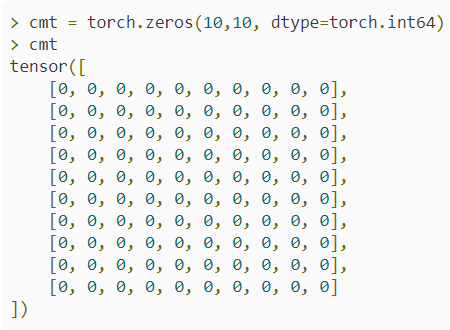 > cmt = torch.zeros(10,10, dtype=torch.int64)
> cmt
tensor([
    [0, 0, 0, 0, 0, 0, 0, 0, 0, 0],
    [0, 0, 0, 0, 0, 0, 0, 0, 0, 0],
    [0, 0, 0, 0, 0, 0, 0, 0, 0, 0],
    [0, 0, 0, 0, 0, 0, 0, 0, 0, 0],
    [0, 0, 0, 0, 0, 0, 0, 0, 0, 0],
    [0, 0, 0, 0, 0, 0, 0, 0, 0, 0],
    [0, 0, 0, 0, 0, 0, 0, 0, 0, 0],
    [0, 0, 0, 0, 0, 0, 0, 0, 0, 0],
    [0, 0, 0, 0, 0, 0, 0, 0, 0, 0],
    [0, 0, 0, 0, 0, 0, 0, 0, 0, 0]
])